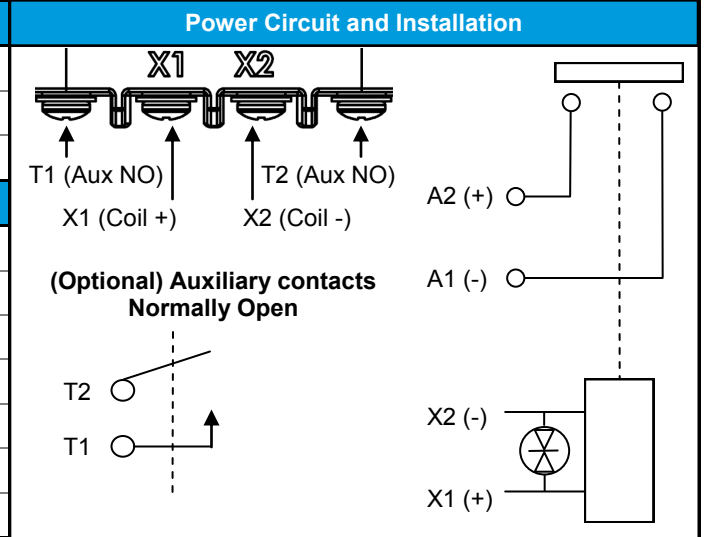 Power Circuit and Installation
X1 X2
T1 (Aux NO) T2 (Aux NO)
X1 (Coil +) X2 (Coil -)
(Optional) Auxiliary contacts
Normally Open
T2
T1
A2 (+)
A1 (-)
X2 (-)
X1 (+)